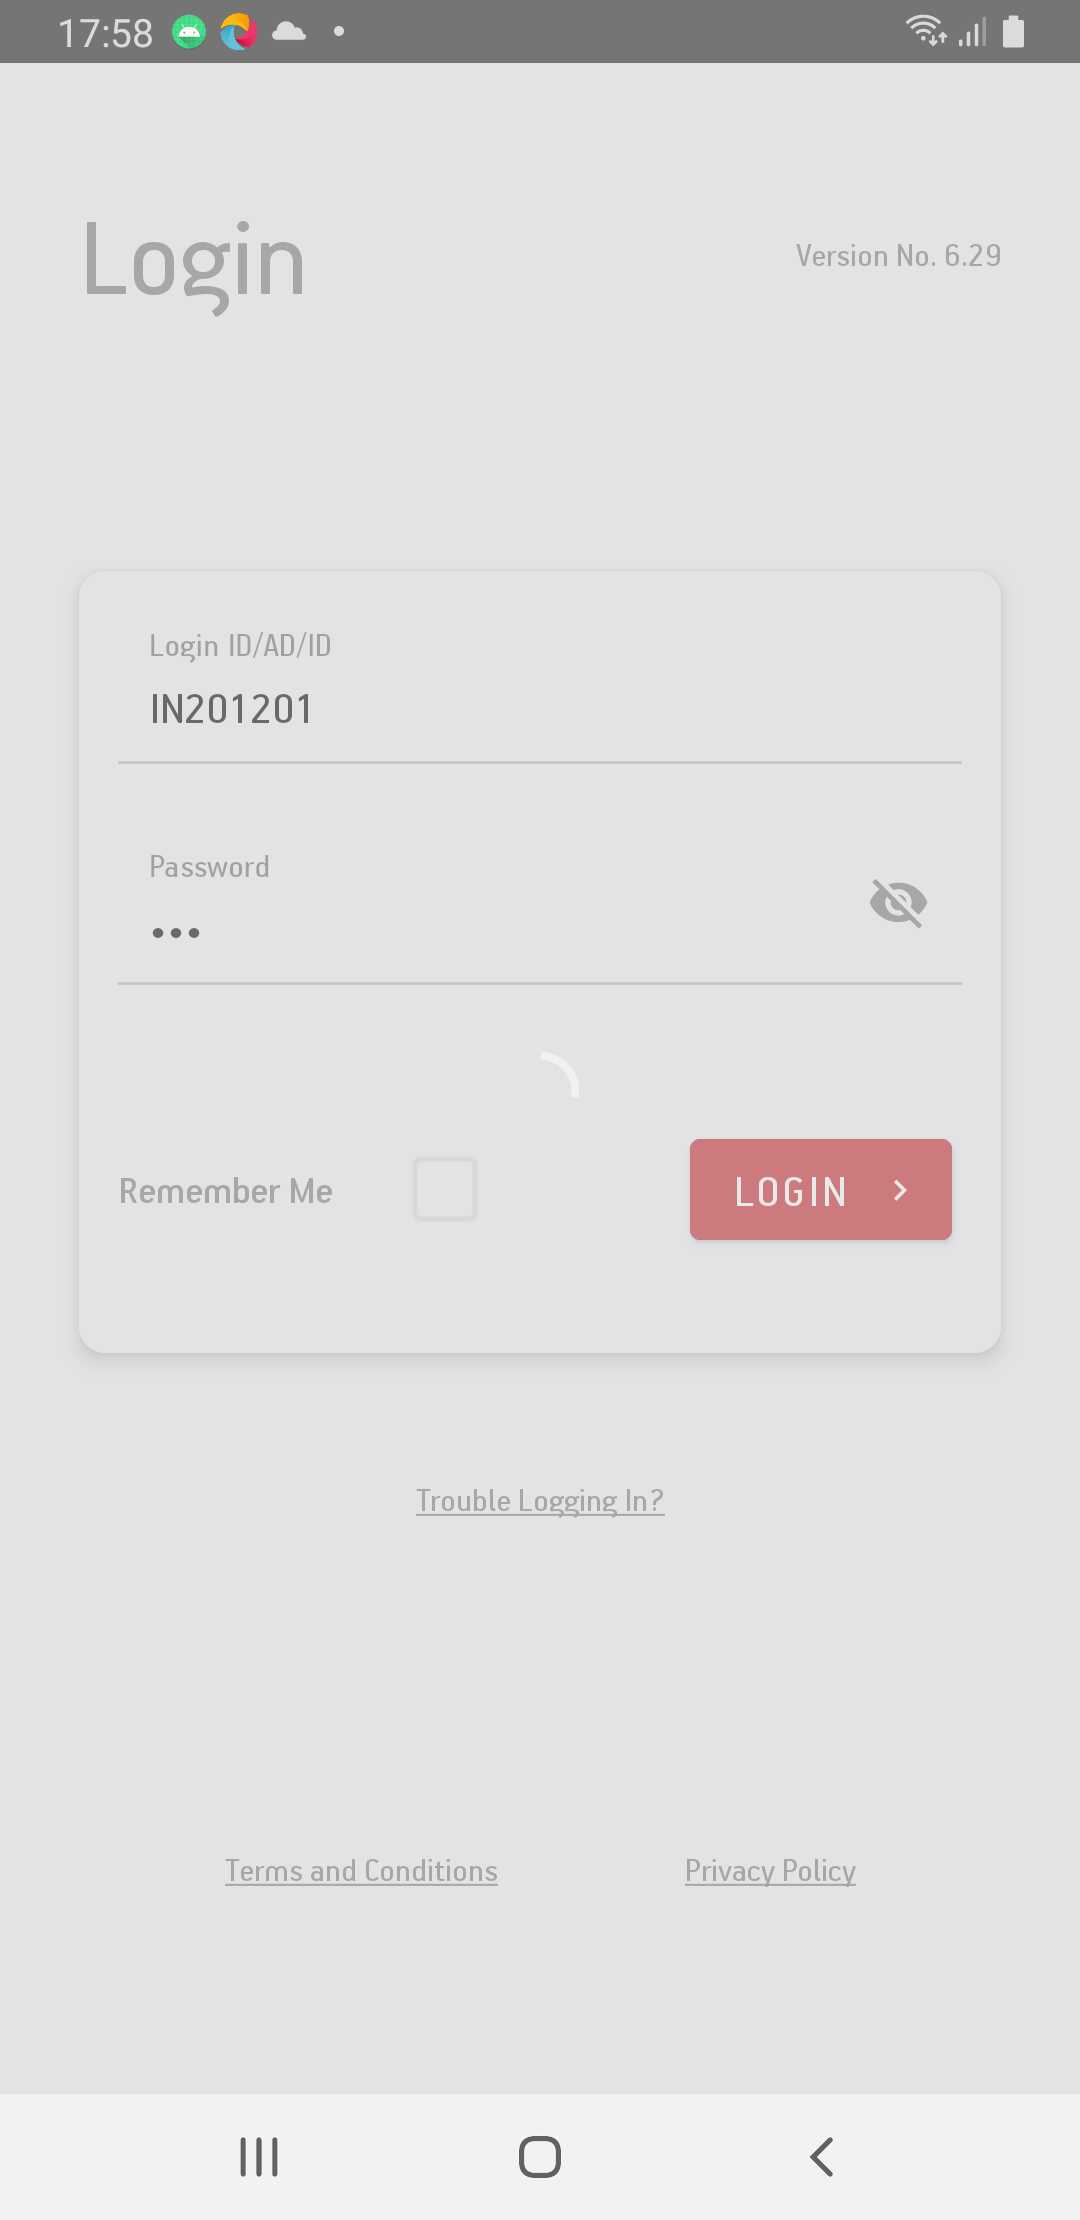 17:58
Login
Version No. 6.29
Login ID/AD/ID
IN201201
Password
•••
Remember Me
LOGIN
Trouble Logging In?
Terms and Conditions
Privacy Policy